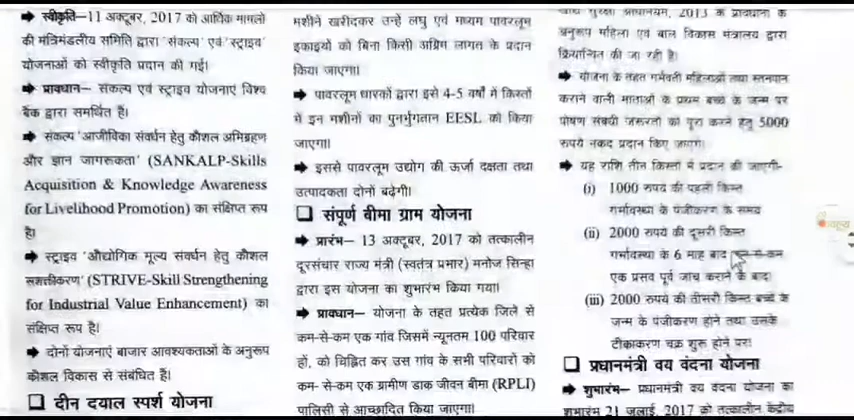 ➡ स्वीकृति–11 अक्टूबर, 2017 को आर्थिक मामलों
की मंत्रिमंडलीय समिति द्वारा 'संकल्प' एवं 'स्ट्राइव'
योजनाओं को स्वीकृति प्रदान की गई।
➡ प्रावधान– संकल्प एवं स्ट्राइव योजनाएं विश्व
बैंक द्वारा समर्थित हैं।
➡ संकल्प 'आजीविका संवर्धन हेतु कौशल अभिग्रहण
और ज्ञान जागरूकता' (SANKALP-Skills
Acquisition & Knowledge Awareness
for Livelihood Promotion) का संक्षिप्त रूप
है।
➡ स्ट्राइव 'औद्योगिक मूल्य संवर्धन हेतु कौशल
सशक्तीकरण' (STRIVE-Skill Strengthening
for Industrial Value Enhancement) का
संक्षिप्त रूप है।
➡ दोनों योजनाएं बाजार आवश्यकताओं के अनुरूप
कौशल विकास से संबंधित हैं।
❑ दीन दयाल स्पर्श योजना
मशीनें खरीदकर उन्हें लघु एवं मध्यम पावरलूम
इकाइयों को बिना किसी अग्रिम लागत के प्रदान
किया जाएगा।
➡ पावरलूम धारकों द्वारा इसे 4-5 वर्षों में किस्तों
में इन मशीनों का पुनर्भुगतान EESL को किया
जाएगा।
➡ इससे पावरलूम उद्योग की ऊर्जा दक्षता तथा
उत्पादकता दोनों बढ़ेगी।
❑ संपूर्ण बीमा ग्राम योजना
➡ प्रारंभ– 13 अक्टूबर, 2017 को तत्कालीन
दूरसंचार राज्य मंत्री (स्वतंत्र प्रभार) मनोज सिन्हा
द्वारा इस योजना का शुभारंभ किया गया।
➡ प्रावधान– योजना के तहत प्रत्येक जिले से
कम-से-कम एक गांव जिसमें न्यूनतम 100 परिवार
हों, को चिह्नित कर उस गांव के सभी परिवारों को
कम- से-कम एक ग्रामीण डाक जीवन बीमा (RPLI)
पालिसी से आच्छादित किया जाएगा।
खाद्य सुरक्षा अधिनियम, 2013 के प्रावधानों के
अनुरूप महिला एवं बाल विकास मंत्रालय द्वारा
क्रियान्वित की जा रही है।
➡ योजना के तहत गर्भवती महिलाओं तथा स्तनपान
कराने वाली माताओं के प्रथम बच्चे के जन्म पर
पोषण संबंधी जरूरतों को पूरा करने हेतु 5000
रुपये नकद प्रदान किए जाएंगे।
➡ यह राशि तीन किस्तों में प्रदान की जाएगी-
(i) 1000 रुपये की पहली किस्त
गर्भावस्था के पंजीकरण के समय
(ii) 2000 रुपये की दूसरी किस्त
गर्भावस्था के 6 माह बाद कम
एक प्रसव पूर्व जांच कराने के बाद।
(iii) 2000 रुपये की तीसरी किस्त बच्चे के
जन्म के पंजीकरण होने तथा उसके
टीकाकरण चक्र शुरू होने पर।
❑ प्रधानमंत्री वय वंदना योजना
➡ शुभारंभ– प्रधानमंत्री वय वंदना योजना का
शुभारंभ 21 जुलाई, 2017 को तत्कालीन केंद्रीय